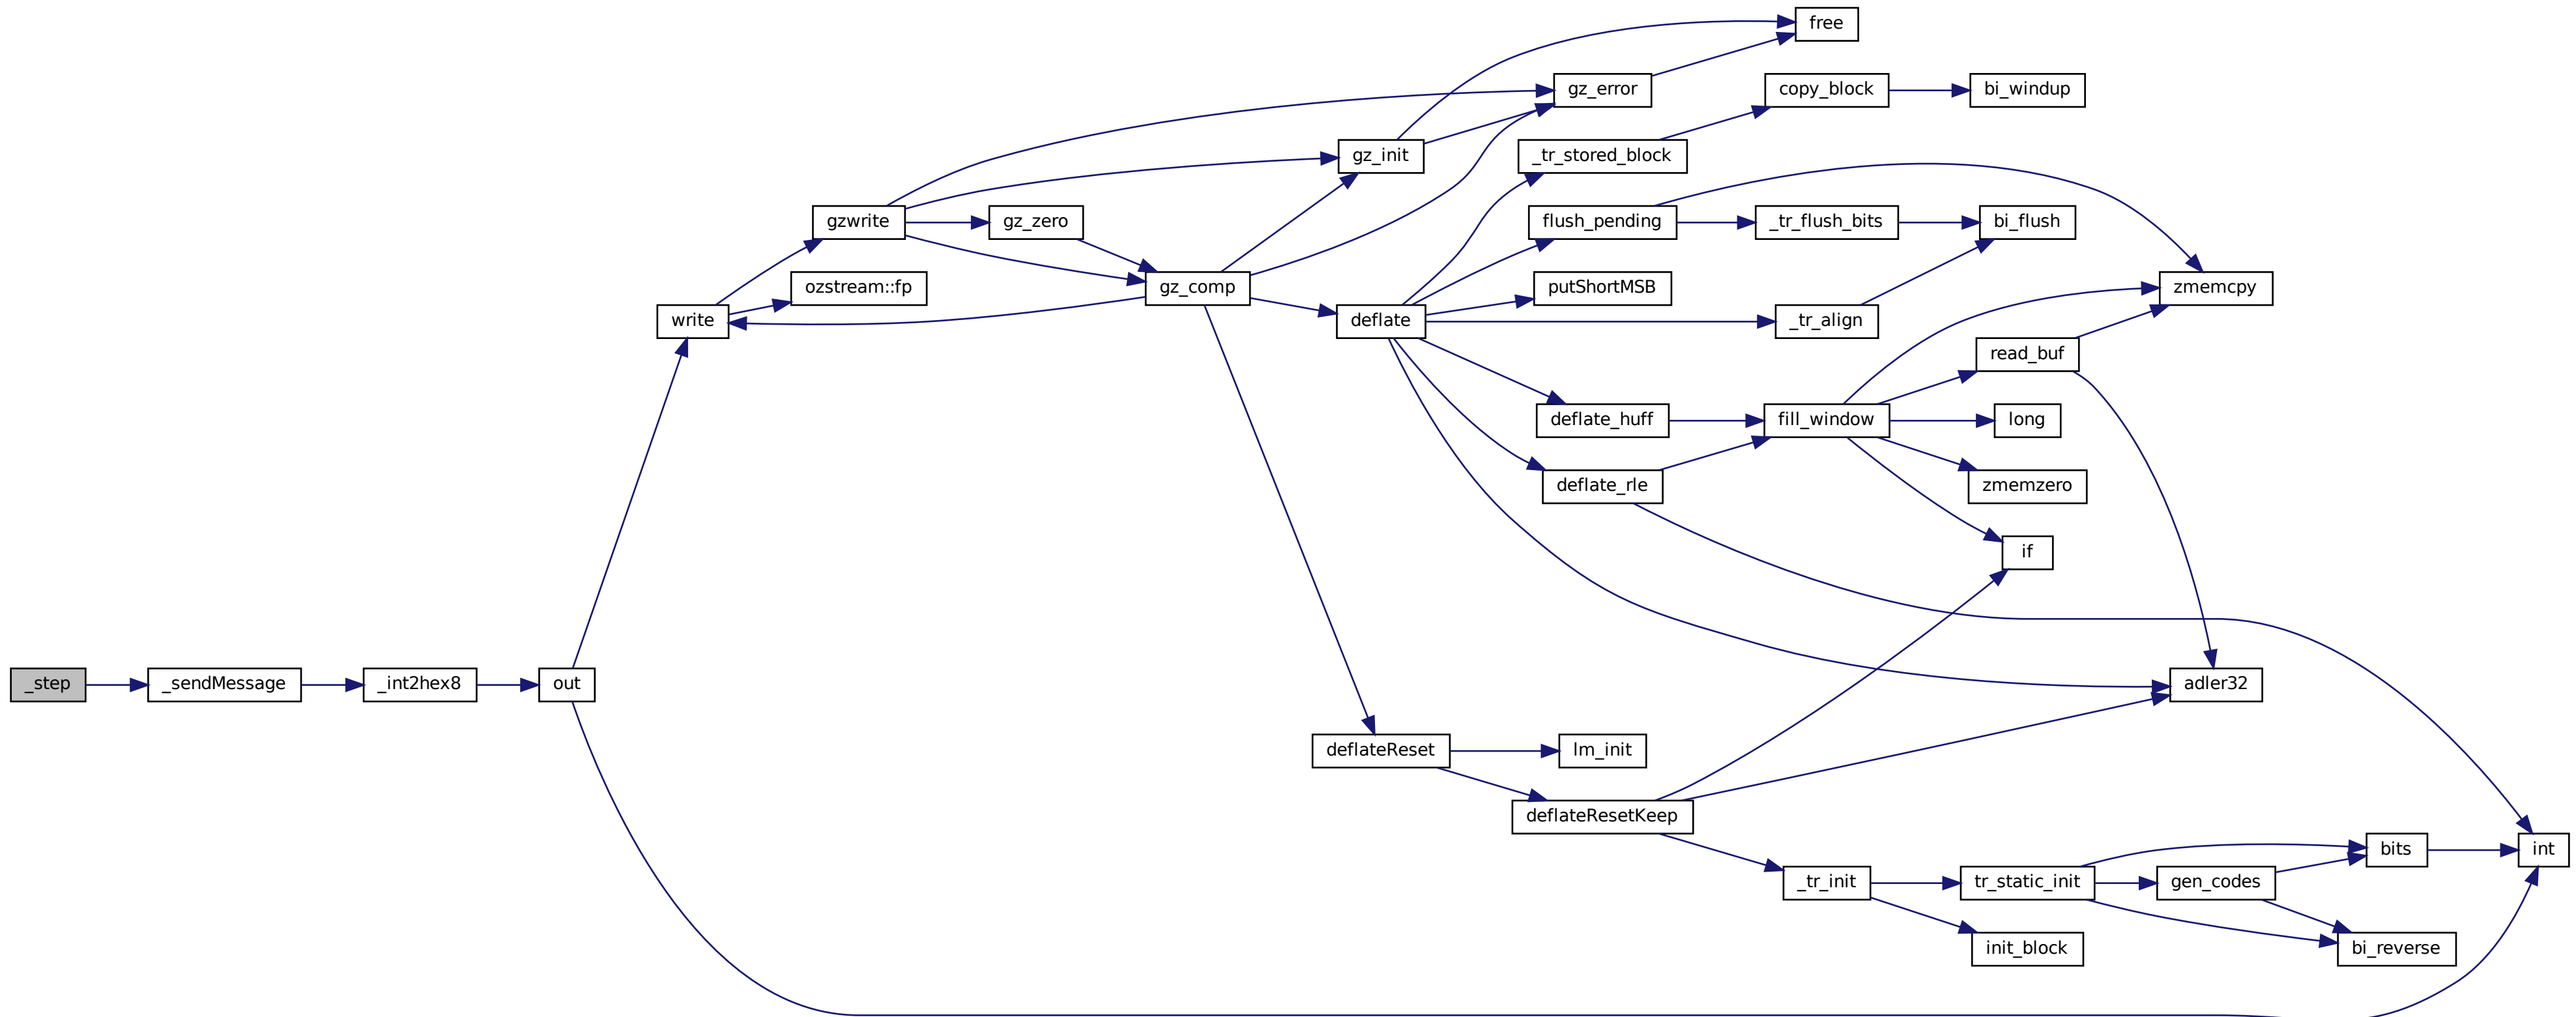 free
gz_error
copy_block
bi_windup
gz_init
_tr_stored_block
gzwrite
gz_zero
flush_pending
_tr_flush_bits
bi_flush
ozstream::fp
gz_comp
putShortMSB
zmemcpy
write
deflate
_tr_align
read_buf
deflate_huff
fill_window
long
deflate_rle
zmemzero
if
_step
_sendMessage
_int2hex8
out
adler32
deflateReset
lm_init
deflateResetKeep
bits
int
_tr_init
tr_static_init
gen_codes
init_block
bi_reverse